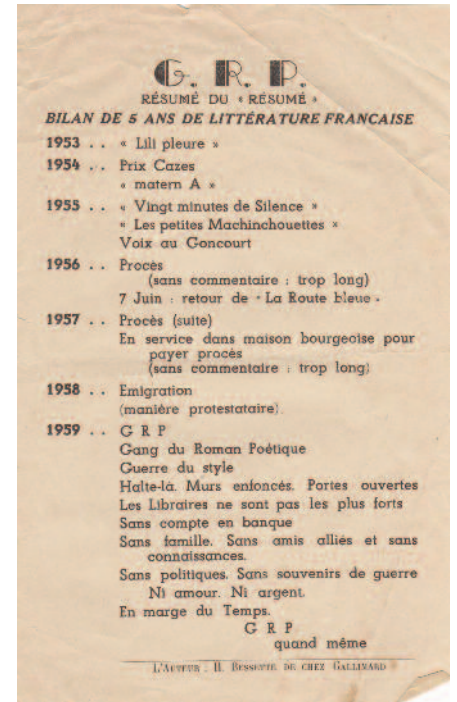 G. R. P.
RÉSUMÉ DU « RÉSUMÉ »
BILAN DE 5 ANS DE LITTÉRATURE FRANCAISE
1953 . . « Lili pleure »
1954 . . Prix Cazes
« matern A »
1955 . . « Vingt minutes de Silence »
« Les petites Machinchouettes »
Voix au Goncourt
1956 . . Procès
(sans commentaire : trop long)
7 Juin : retour de « La Route bleue »
1957 . . Procès (suite)
En service dans maison bourgeoise pour
payer procès
(sans commentaire : trop long)
1958 . . Emigration
(manière protestataire).
1959 . . G R P
Gang du Roman Poétique
Guerre du style
Halte-là. Murs enfoncés. Portes ouvertes
Les Libraires ne sont pas les plus forts
Sans compte en banque
Sans famille. Sans amis alliés et sans
connaissances.
Sans politiques. Sans souvenirs de guerre
Ni amour. Ni argent.
En marge du Temps.
G R P
quand même
L'AUTEUR : H. BESSETTE DE CHEZ GALLIMARD